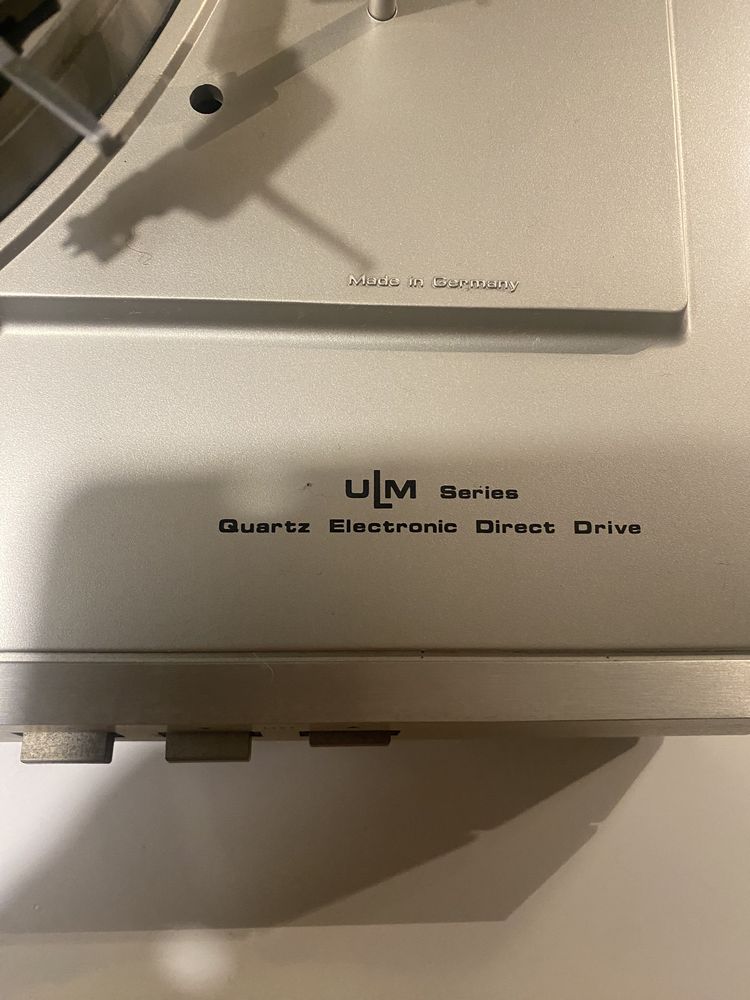 Made in Germany
ULM Series
Quartz Electronic Direct Drive